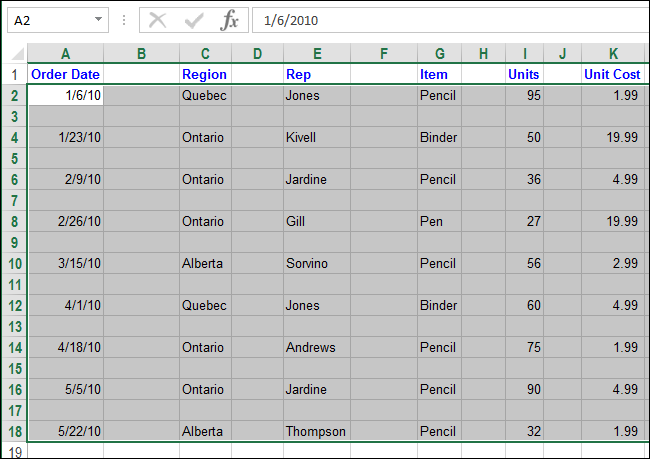 A2 fx 1/6/2010
A B C D E F G H I J K
1 Order Date Region Rep Item Units Unit Cost
2 1/6/10 Quebec Jones Pencil 95 1.99
3
4 1/23/10 Ontario Kivell Binder 50 19.99
5
6 2/9/10 Ontario Jardine Pencil 36 4.99
7
8 2/26/10 Ontario Gill Pen 27 19.99
9
10 3/15/10 Alberta Sorvino Pencil 56 2.99
11
12 4/1/10 Quebec Jones Binder 60 4.99
13
14 4/18/10 Ontario Andrews Pencil 75 1.99
15
16 5/5/10 Ontario Jardine Pencil 90 4.99
17
18 5/22/10 Alberta Thompson Pencil 32 1.99
19